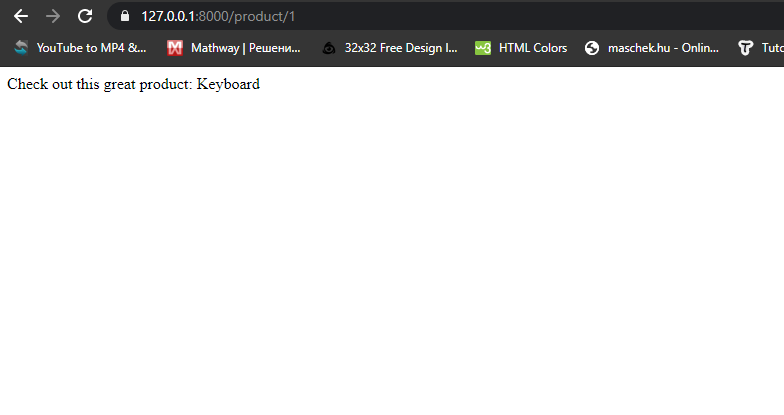 127.0.0.1:8000/product/1
YouTube to MP4 &... Mathway | Решени... 32x32 Free Design I... HTML Colors maschek.hu - Onlin... Tuto
Check out this great product: Keyboard